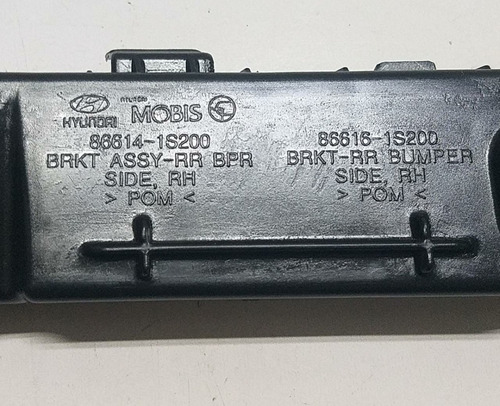 HYUNDAI HYUNDAI MOBIS
86614-1S200
BRKT ASSY-RR BPR
SIDE, RH
> POM <
86616-1S200
BRKT-RR BUMPER
SIDE, RH
> POM <